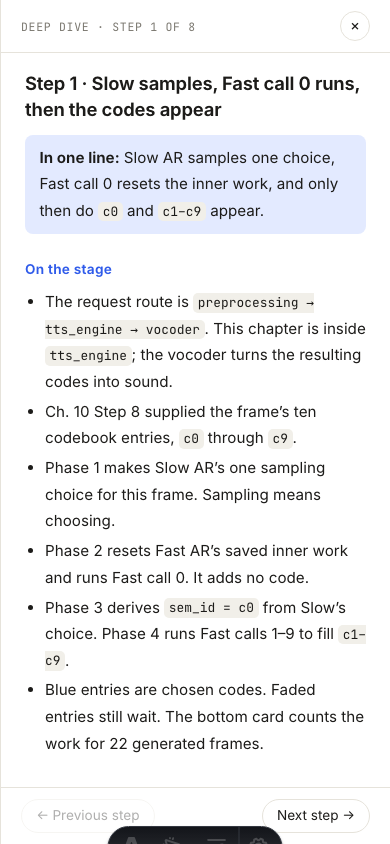 DEEP DIVE · STEP 1 OF 8
×
Step 1 · Slow samples, Fast call 0 runs,
then the codes appear
In one line: Slow AR samples one choice,
Fast call 0 resets the inner work, and only
then do c0 and c1–c9 appear.
On the stage
• The request route is preprocessing →
tts_engine → vocoder. This chapter is inside
tts_engine; the vocoder turns the resulting
codes into sound.
• Ch. 10 Step 8 supplied the frame’s ten
codebook entries, c0 through c9.
• Phase 1 makes Slow AR’s one sampling
choice for this frame. Sampling means
choosing.
• Phase 2 resets Fast AR’s saved inner work
and runs Fast call 0. It adds no code.
• Phase 3 derives sem_id = c0 from Slow’s
choice. Phase 4 runs Fast calls 1–9 to fill c1–
c9.
• Blue entries are chosen codes. Faded
entries still wait. The bottom card counts the
work for 22 generated frames.
← Previous step
Next step →